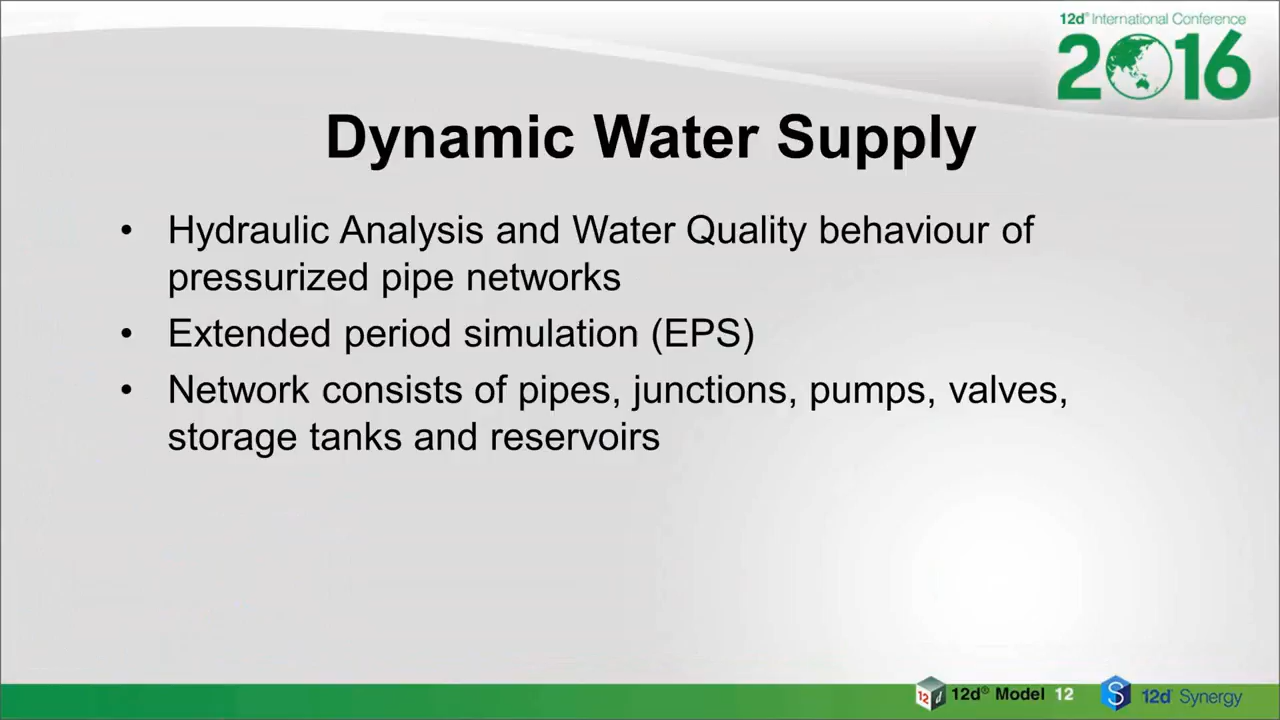 12d® International Conference
2016
Dynamic Water Supply
• Hydraulic Analysis and Water Quality behaviour of
pressurized pipe networks
• Extended period simulation (EPS)
• Network consists of pipes, junctions, pumps, valves,
storage tanks and reservoirs
12d 12d® Model 12 S 12d Synergy